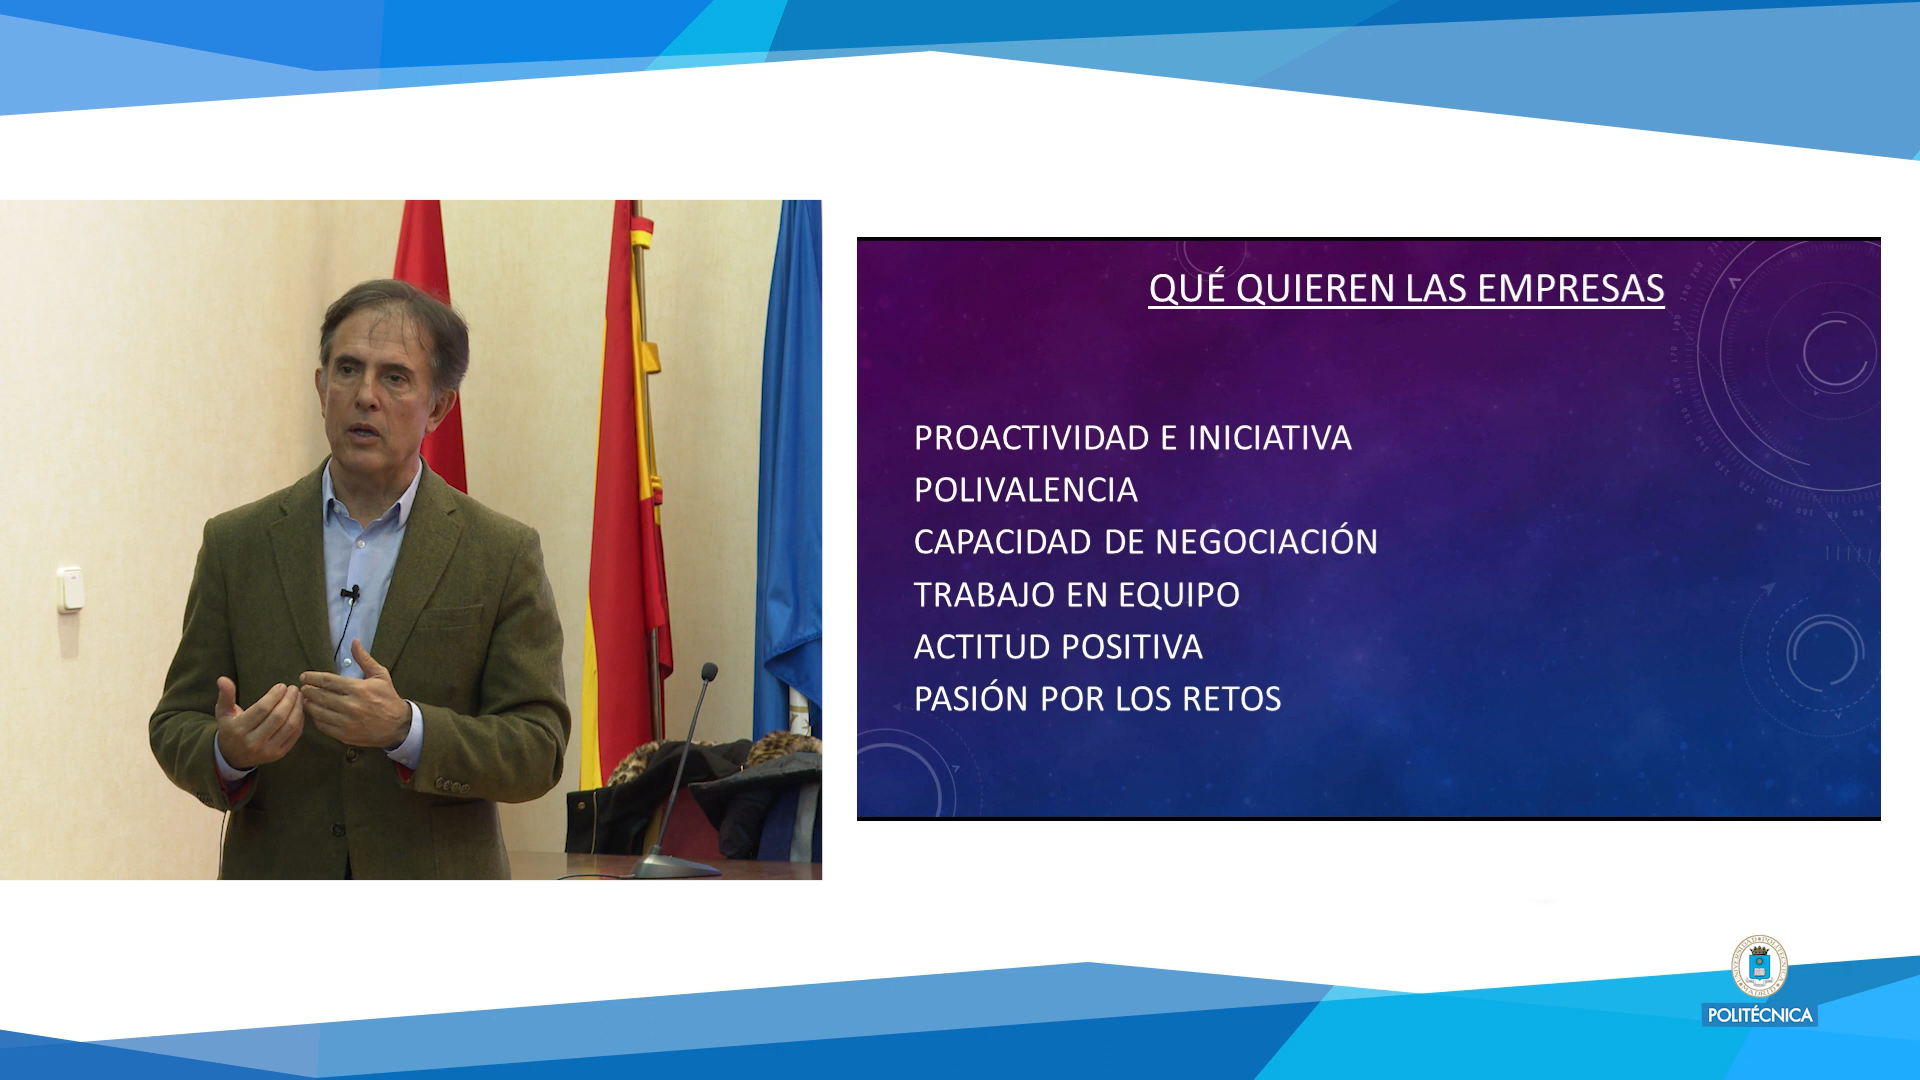 QUÉ QUIEREN LAS EMPRESAS
PROACTIVIDAD E INICIATIVA
POLIVALENCIA
CAPACIDAD DE NEGOCIACIÓN
TRABAJO EN EQUIPO
ACTITUD POSITIVA
PASIÓN POR LOS RETOS
POLITÉCNICA